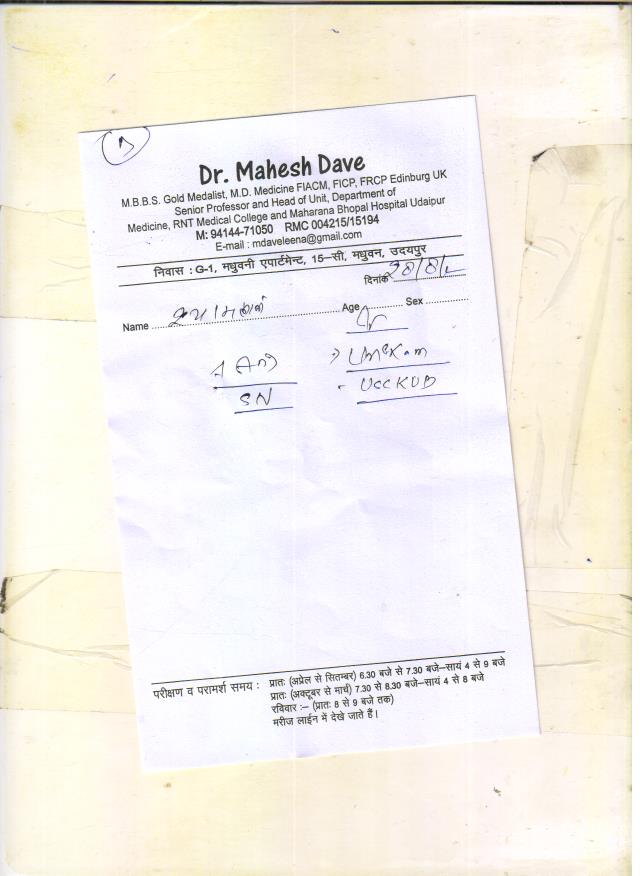 Dr. Mahesh Dave
M.B.B.S. Gold Medalist, M.D. Medicine FIACM, FICP, FRCP Edinburg UK
Senior Professor and Head of Unit, Department of
Medicine, RNT Medical College and Maharana Bhopal Hospital Udaipur
M: 94144-71050 RMC 004215/15194
E-mail : mdaveleena@gmail.com
निवास : G-1, मधुवनी एपार्टमेन्ट, 15–सी, मधुवन, उदयपुर
दिनांक
Name Age Sex
SN
परीक्षण व परामर्श समय : प्रातः (अप्रेल से सितम्बर) 6.30 बजे से 7.30 बजे–सायं 4 से 9 बजे
प्रातः (अक्टूबर से मार्च) 7.30 से 8.30 बजे–सायं 4 से 8 बजे
रविवार :– (प्रातः 8 से 9 बजे तक)
मरीज लाईन में देखे जाते हैं।